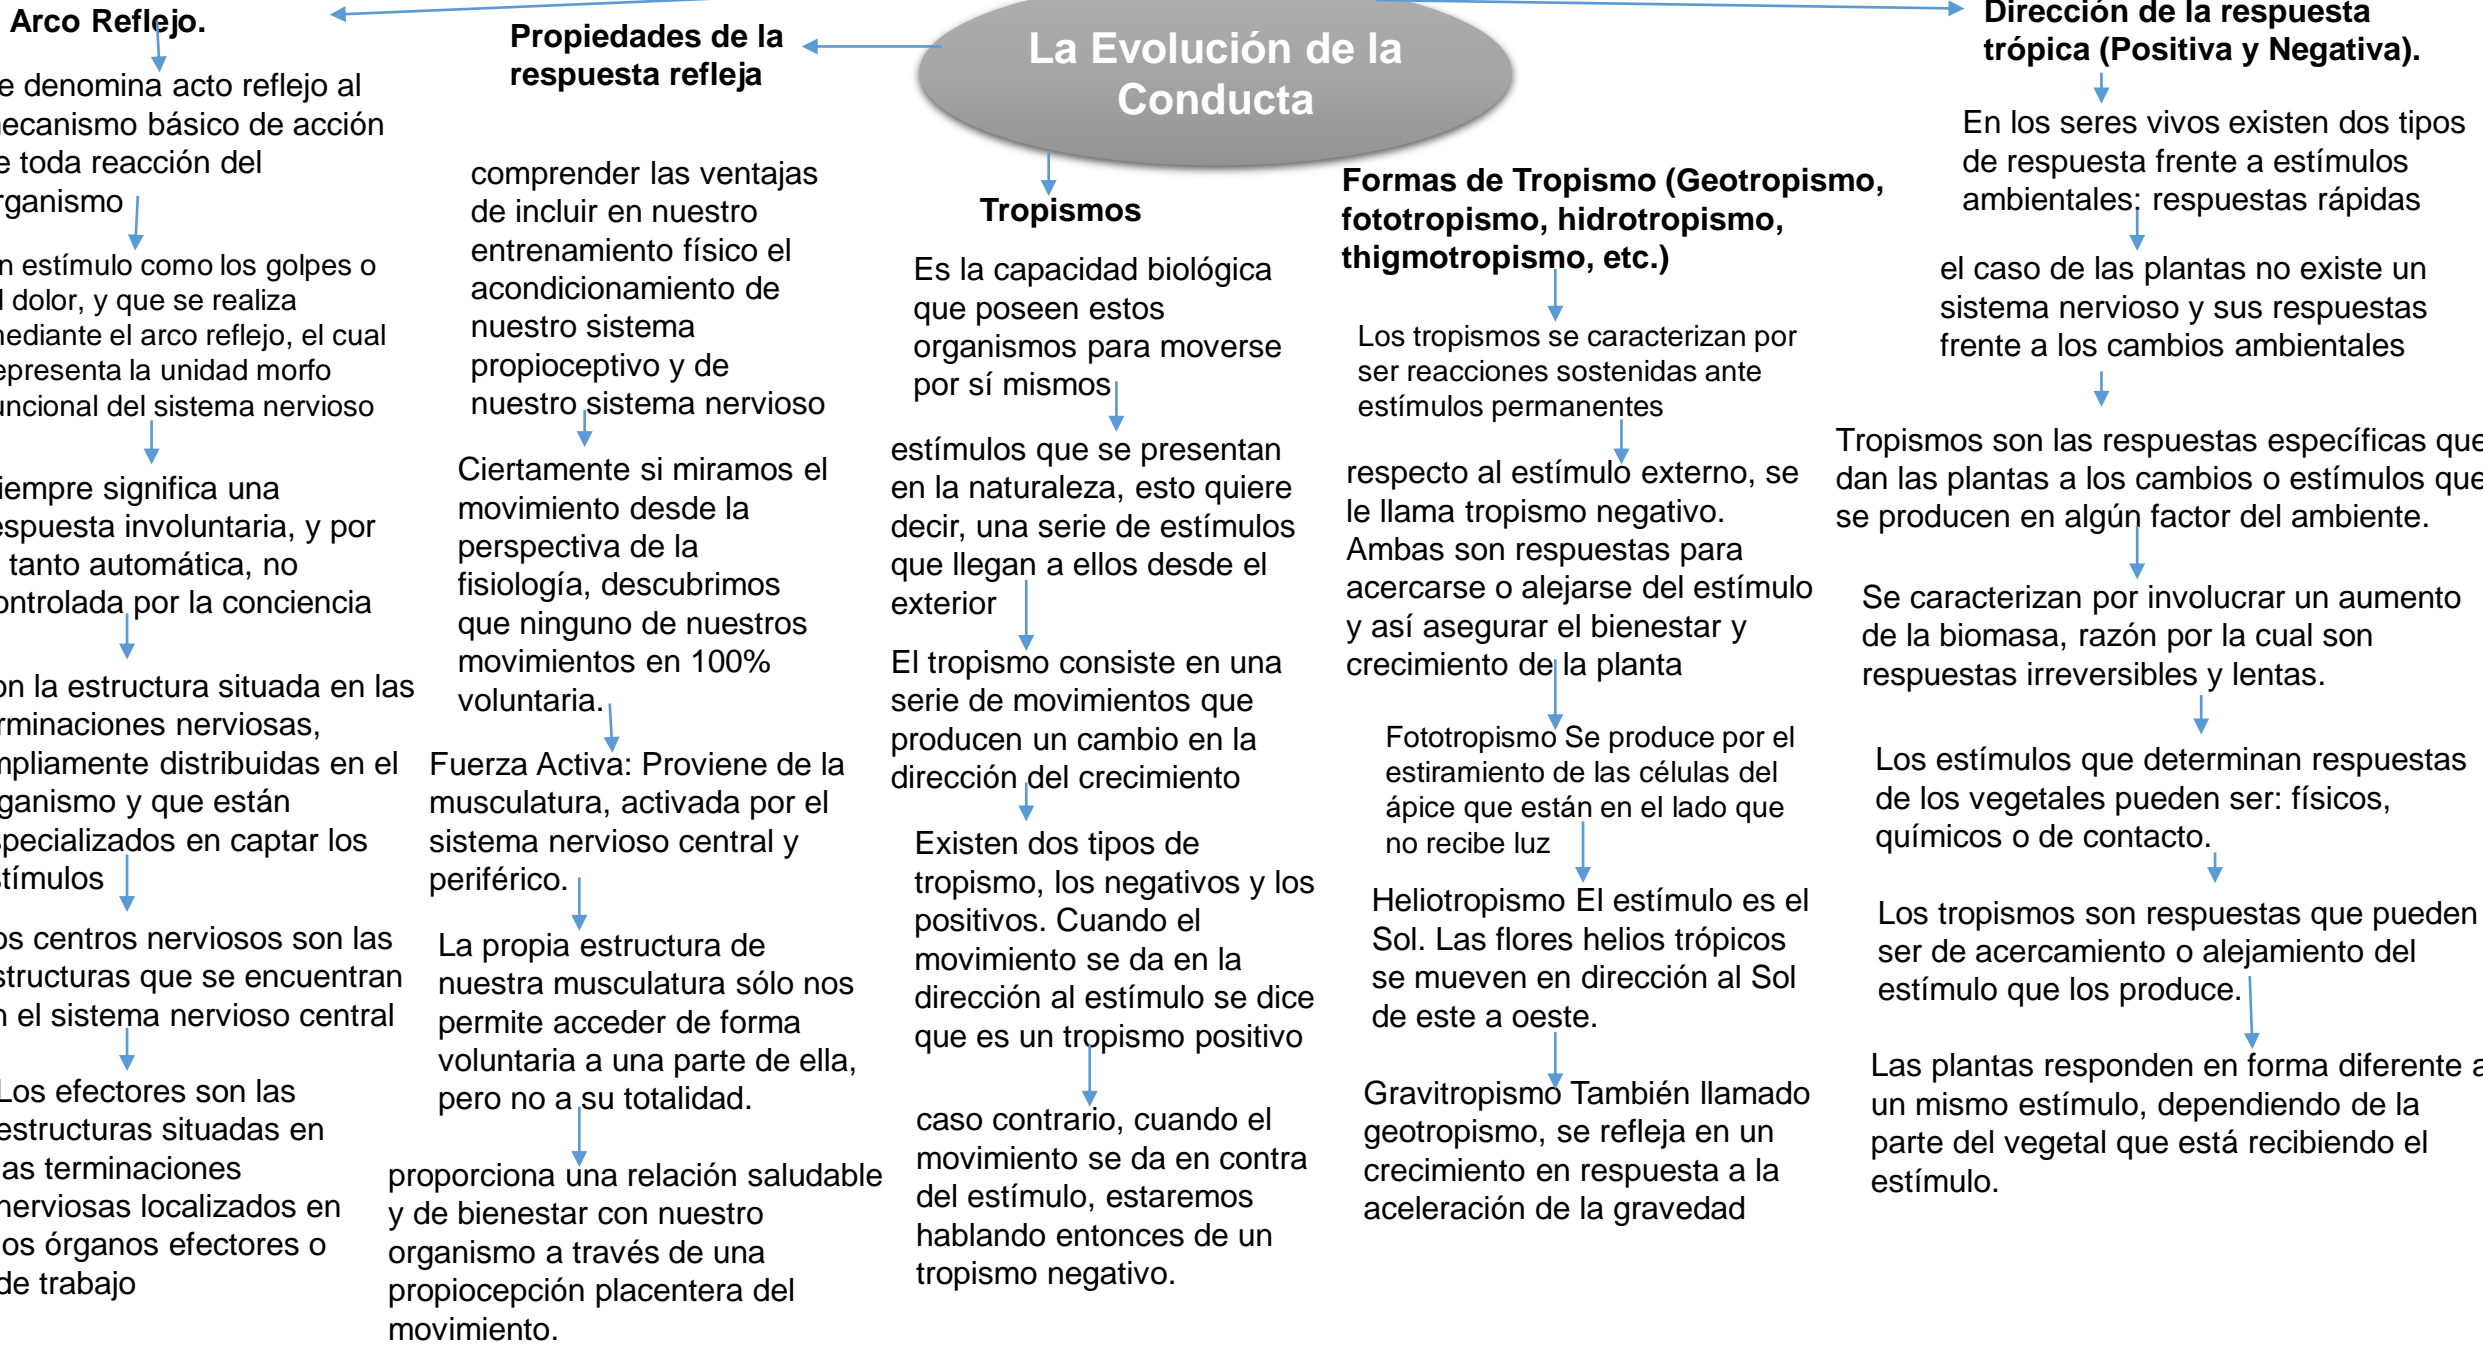 Arco Reflejo.
e denomina acto reflejo al
ecanismo básico de acción
e toda reacción del
rganismo
n estímulo como los golpes o
l dolor, y que se realiza
mediante el arco reflejo, el cual
epresenta la unidad morfo
uncional del sistema nervioso
iempre significa una
espuesta involuntaria, y por
tanto automática, no
ontrolada por la conciencia
on la estructura situada en las
rminaciones nerviosas,
mpliamente distribuidas en el
ganismo y que están
specializados en captar los
stímulos
os centros nerviosos son las
structuras que se encuentran
n el sistema nervioso central
Los efectores son las
estructuras situadas en
as terminaciones
nerviosas localizados en
os órganos efectores o
de trabajo
Propiedades de la
respuesta refleja
comprender las ventajas
de incluir en nuestro
entrenamiento físico el
acondicionamiento de
nuestro sistema
propioceptivo y de
nuestro sistema nervioso
Ciertamente si miramos el
movimiento desde la
perspectiva de la
fisiología, descubrimos
que ninguno de nuestros
movimientos en 100%
voluntaria.
Fuerza Activa: Proviene de la
musculatura, activada por el
sistema nervioso central y
periférico.
La propia estructura de
nuestra musculatura sólo nos
permite acceder de forma
voluntaria a una parte de ella,
pero no a su totalidad.
proporciona una relación saludable
y de bienestar con nuestro
organismo a través de una
propiocepción placentera del
movimiento.
La Evolución de la
Conducta
Tropismos
Es la capacidad biológica
que poseen estos
organismos para moverse
por sí mismos
estímulos que se presentan
en la naturaleza, esto quiere
decir, una serie de estímulos
que llegan a ellos desde el
exterior
El tropismo consiste en una
serie de movimientos que
producen un cambio en la
dirección del crecimiento
Existen dos tipos de
tropismo, los negativos y los
positivos. Cuando el
movimiento se da en la
dirección al estímulo se dice
que es un tropismo positivo
caso contrario, cuando el
movimiento se da en contra
del estímulo, estaremos
hablando entonces de un
tropismo negativo.
Formas de Tropismo (Geotropismo,
fototropismo, hidrotropismo,
thigmotropismo, etc.)
Los tropismos se caracterizan por
ser reacciones sostenidas ante
estímulos permanentes
respecto al estímulo externo, se
le llama tropismo negativo.
Ambas son respuestas para
acercarse o alejarse del estímulo
y así asegurar el bienestar y
crecimiento de la planta
Fototropismo Se produce por el
estiramiento de las células del
ápice que están en el lado que
no recibe luz
Heliotropismo El estímulo es el
Sol. Las flores helios trópicos
se mueven en dirección al Sol
de este a oeste.
Gravitropismo También llamado
geotropismo, se refleja en un
crecimiento en respuesta a la
aceleración de la gravedad
Dirección de la respuesta
trópica (Positiva y Negativa).
En los seres vivos existen dos tipos
de respuesta frente a estímulos
ambientales: respuestas rápidas
el caso de las plantas no existe un
sistema nervioso y sus respuestas
frente a los cambios ambientales
Tropismos son las respuestas específicas que
dan las plantas a los cambios o estímulos que
se producen en algún factor del ambiente.
Se caracterizan por involucrar un aumento
de la biomasa, razón por la cual son
respuestas irreversibles y lentas.
Los estímulos que determinan respuestas
de los vegetales pueden ser: físicos,
químicos o de contacto.
Los tropismos son respuestas que pueden
ser de acercamiento o alejamiento del
estímulo que los produce.
Las plantas responden en forma diferente a
un mismo estímulo, dependiendo de la
parte del vegetal que está recibiendo el
estímulo.